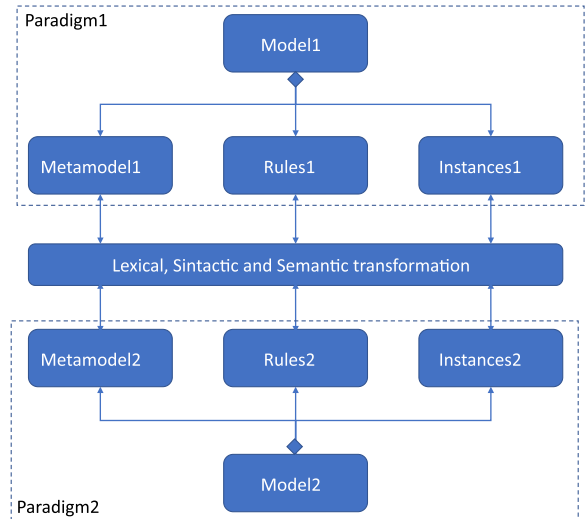 Paradigm1
Model1
Metamodel1
Rules1
Instances1
Lexical, Sintactic and Semantic transformation
Metamodel2
Rules2
Instances2
Model2
Paradigm2